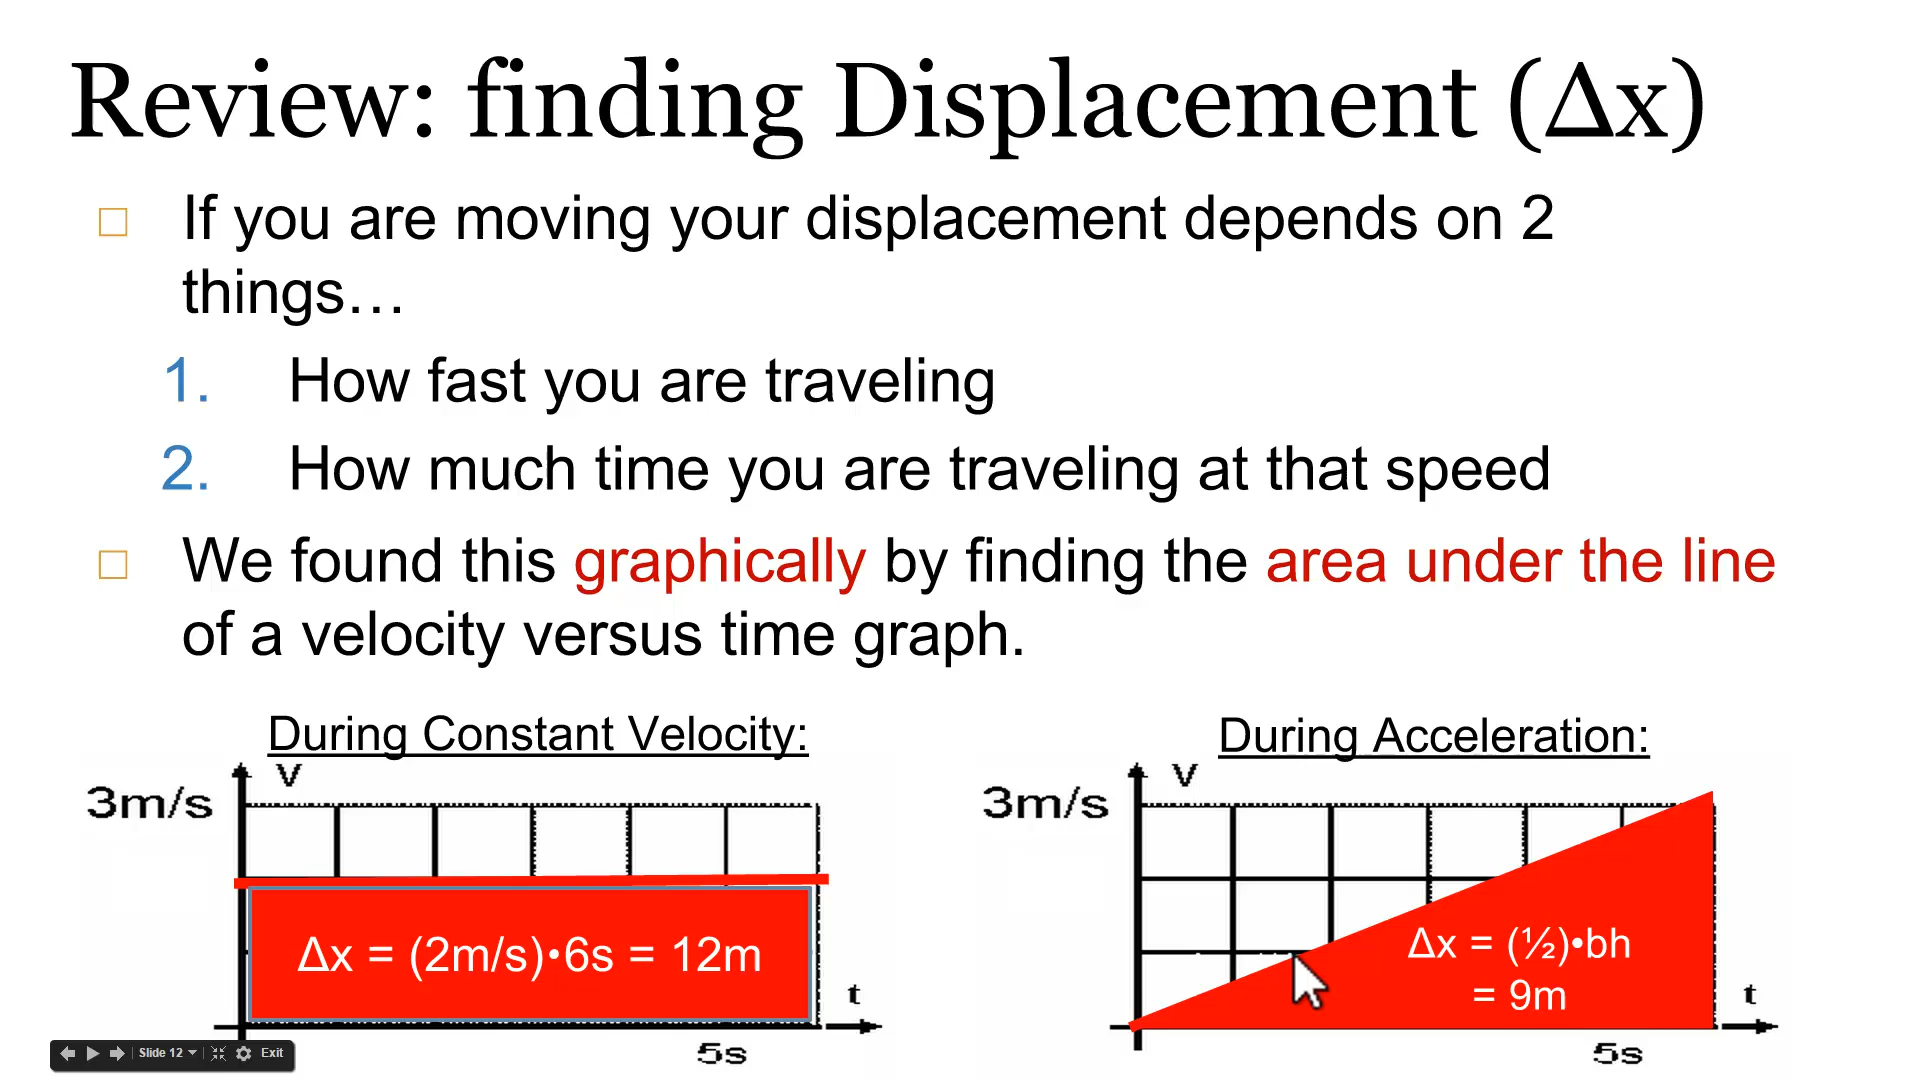 Review: finding Displacement (Δx)
If you are moving your displacement depends on 2
things…
1. How fast you are traveling
2. How much time you are traveling at that speed
We found this graphically by finding the area under the line
of a velocity versus time graph.
During Constant Velocity:
v
3m/s
Δx = (2m/s)•6s = 12m
t
5s
During Acceleration:
v
3m/s
Δx = (½)•bh
= 9m
t
5s
Slide 12
Exit